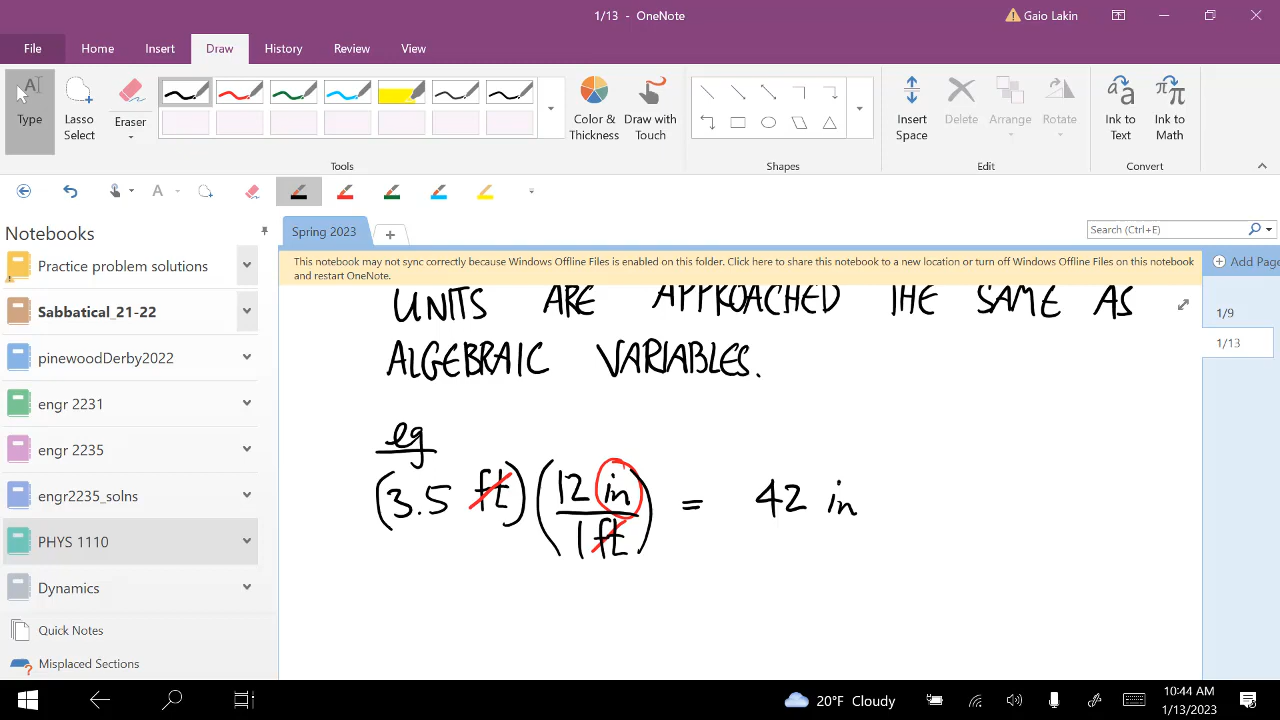 1/13 - OneNote
Gaio Lakin
File Home Insert Draw History Review View
Type
Lasso Select
Eraser
Color & Thickness
Draw with Touch
Insert Space
Delete
Arrange
Rotate
Ink to Text
Ink to Math
Tools
Shapes
Edit
Convert
Notebooks
Spring 2023
Search (Ctrl+E)
This notebook may not sync correctly because Windows Offline Files is enabled on this folder. Click here to share this notebook to a new location or turn off Windows Offline Files on this notebook
and restart OneNote.
Add Page
1/9
1/13
Practice problem solutions
Sabbatical_21-22
pinewoodDerby2022
engr 2231
engr 2235
engr2235_solns
PHYS 1110
Dynamics
Quick Notes
Misplaced Sections
UNITS ARE APPROACHED THE SAME AS
ALGEBRAIC VARIABLES.
eg
(3.5 ft)(12 in / 1 ft) = 42 in
20°F Cloudy
10:44 AM
1/13/2023